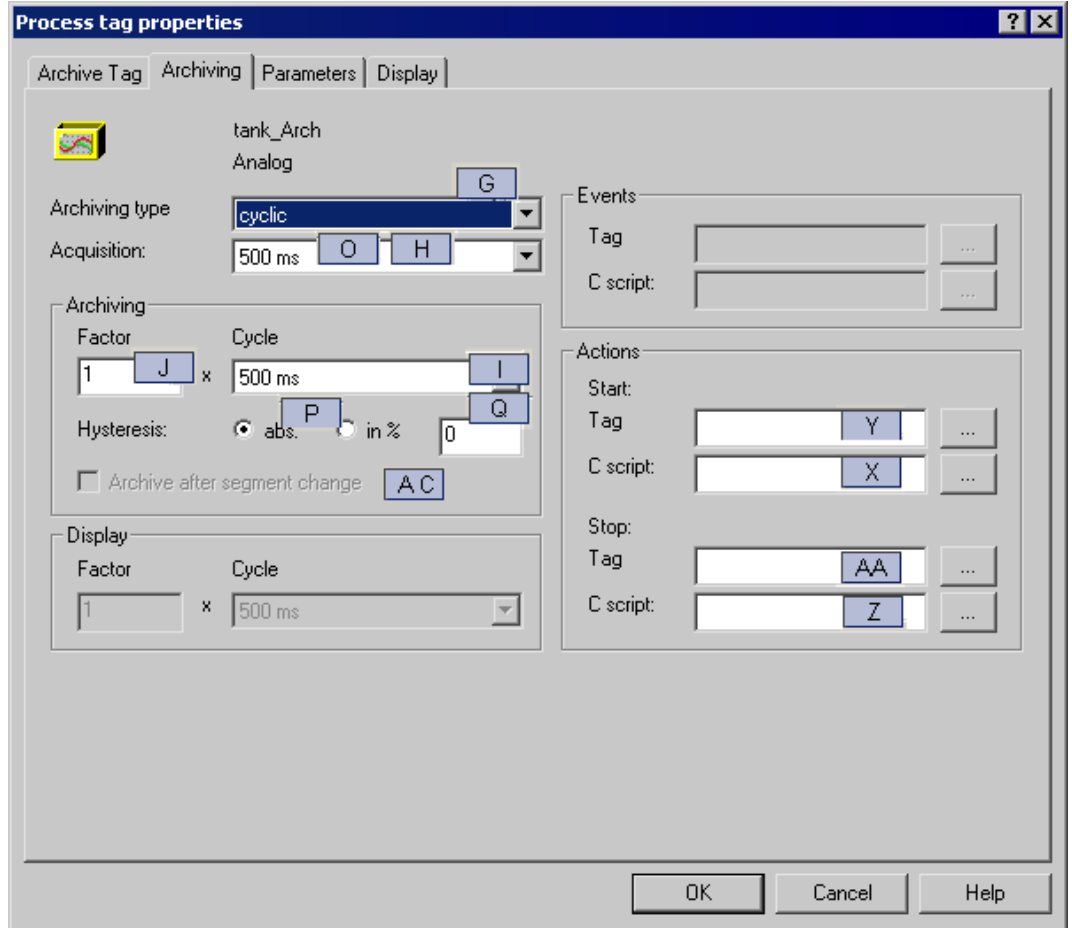 Process tag properties
Archive Tag Archiving Parameters Display
tank_Arch
Analog
G
Archiving type cyclic
Acquisition: 500 ms O H
Archiving
Factor Cycle
1 J x 500 ms I
Q
Hysteresis: abs. P in % 0
Archive after segment change A C
Display
Factor Cycle
1 x 500 ms
Events
Tag ...
C script: ...
Actions
Start:
Tag Y ...
C script: X ...
Stop:
Tag AA ...
C script: Z ...
OK Cancel Help